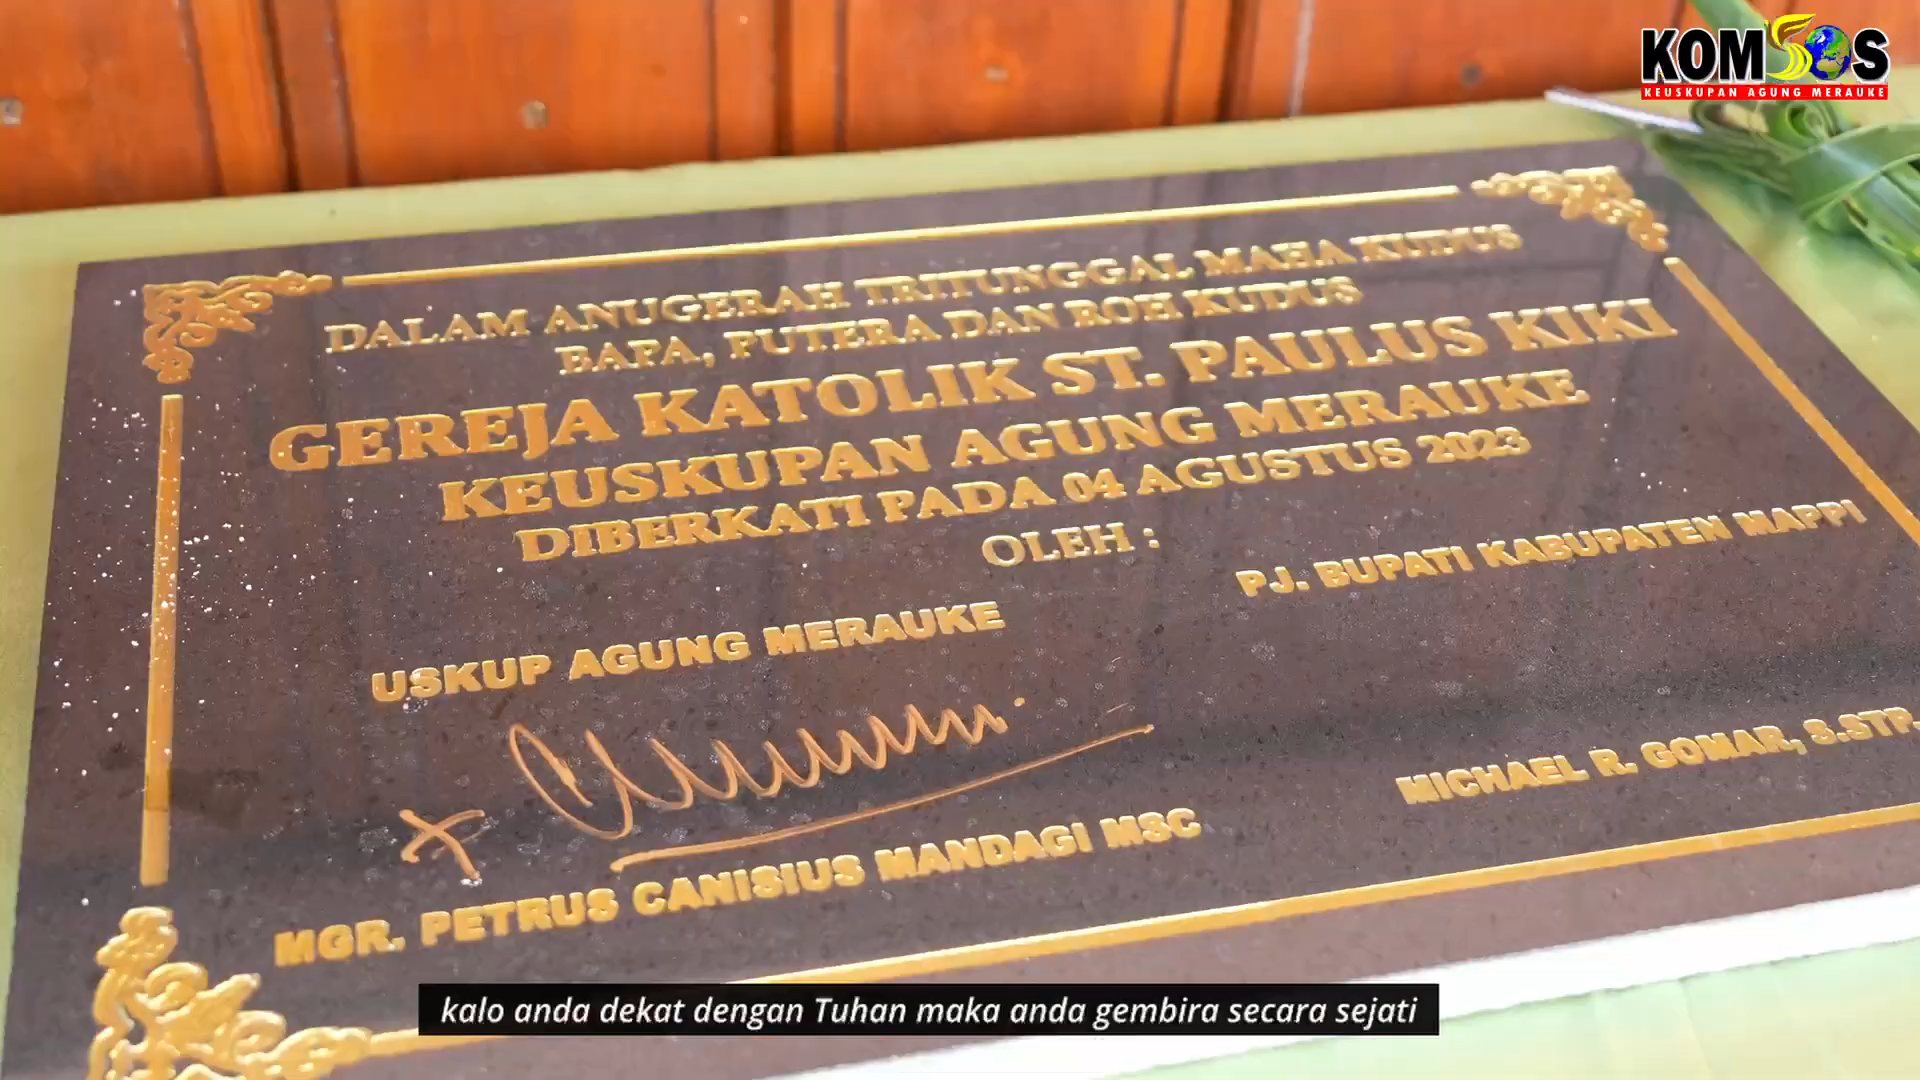 KOMSOS
KEUSKUPAN AGUNG MERAUKE
DALAM ANUGERAH TRITUNGGAL MAHA KUDUS
BAPA, PUTERA DAN ROH KUDUS
GEREJA KATOLIK ST. PAULUS KIKI
KEUSKUPAN AGUNG MERAUKE
DIBERKATI PADA 04 AGUSTUS 2023
OLEH :
USKUP AGUNG MERAUKE
PJ. BUPATI KABUPATEN MAPPI
MGR. PETRUS CANISIUS MANDAGI MSC
MICHAEL R. GOMAR, S.STP.
kalo anda dekat dengan Tuhan maka anda gembira secara sejati